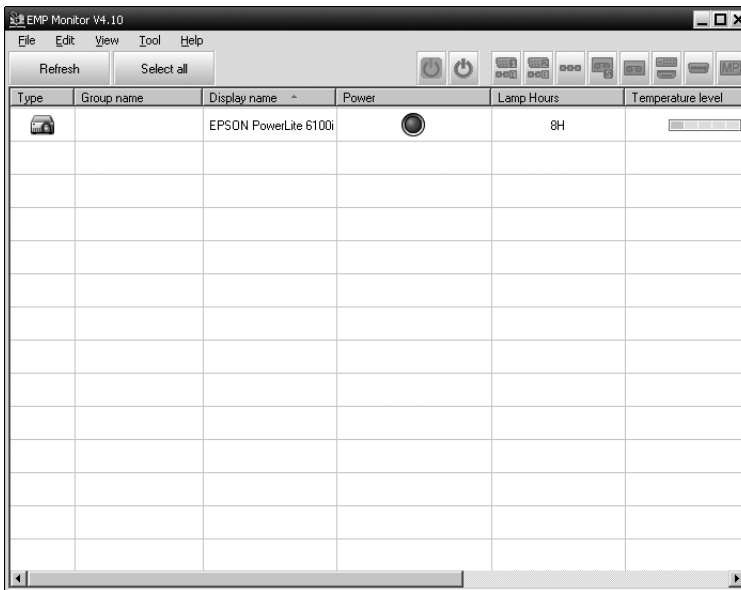 EMP Monitor V4.10
File Edit View Tool Help
Refresh Select all
MP
Type Group name Display name Power Lamp Hours Temperature level
EPSON PowerLite 6100i 8H